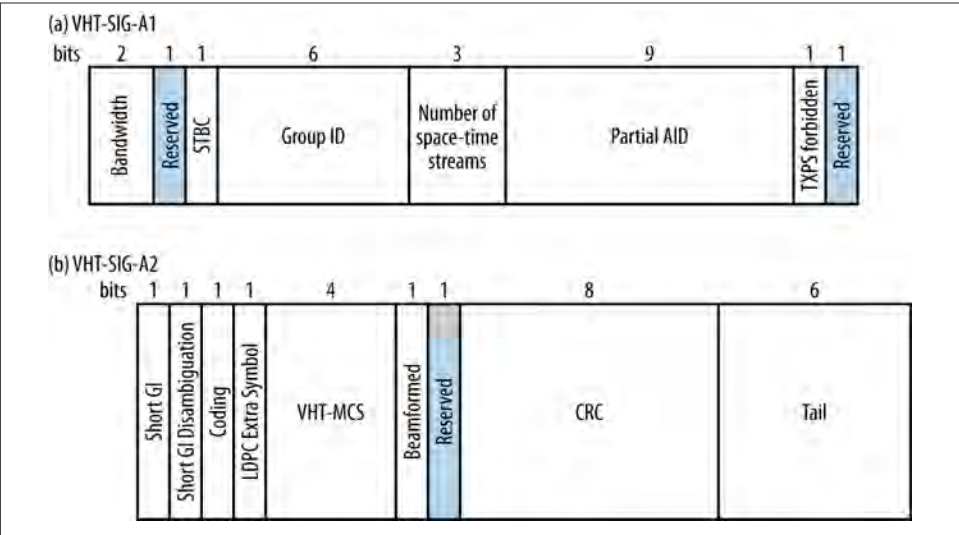 (a) VHT-SIG-A1
bits 2 1 1 6 3 9 1 1
Bandwidth
Reserved
STBC
Group ID
Number of
space-time
streams
Partial AID
TXPS forbidden
Reserved
(b) VHT-SIG-A2
bits 1 1 1 1 4 1 1 8 6
Short GI
Short GI Disambiguation
Coding
LDPC Extra Symbol
VHT-MCS
Beamformed
Reserved
CRC
Tail